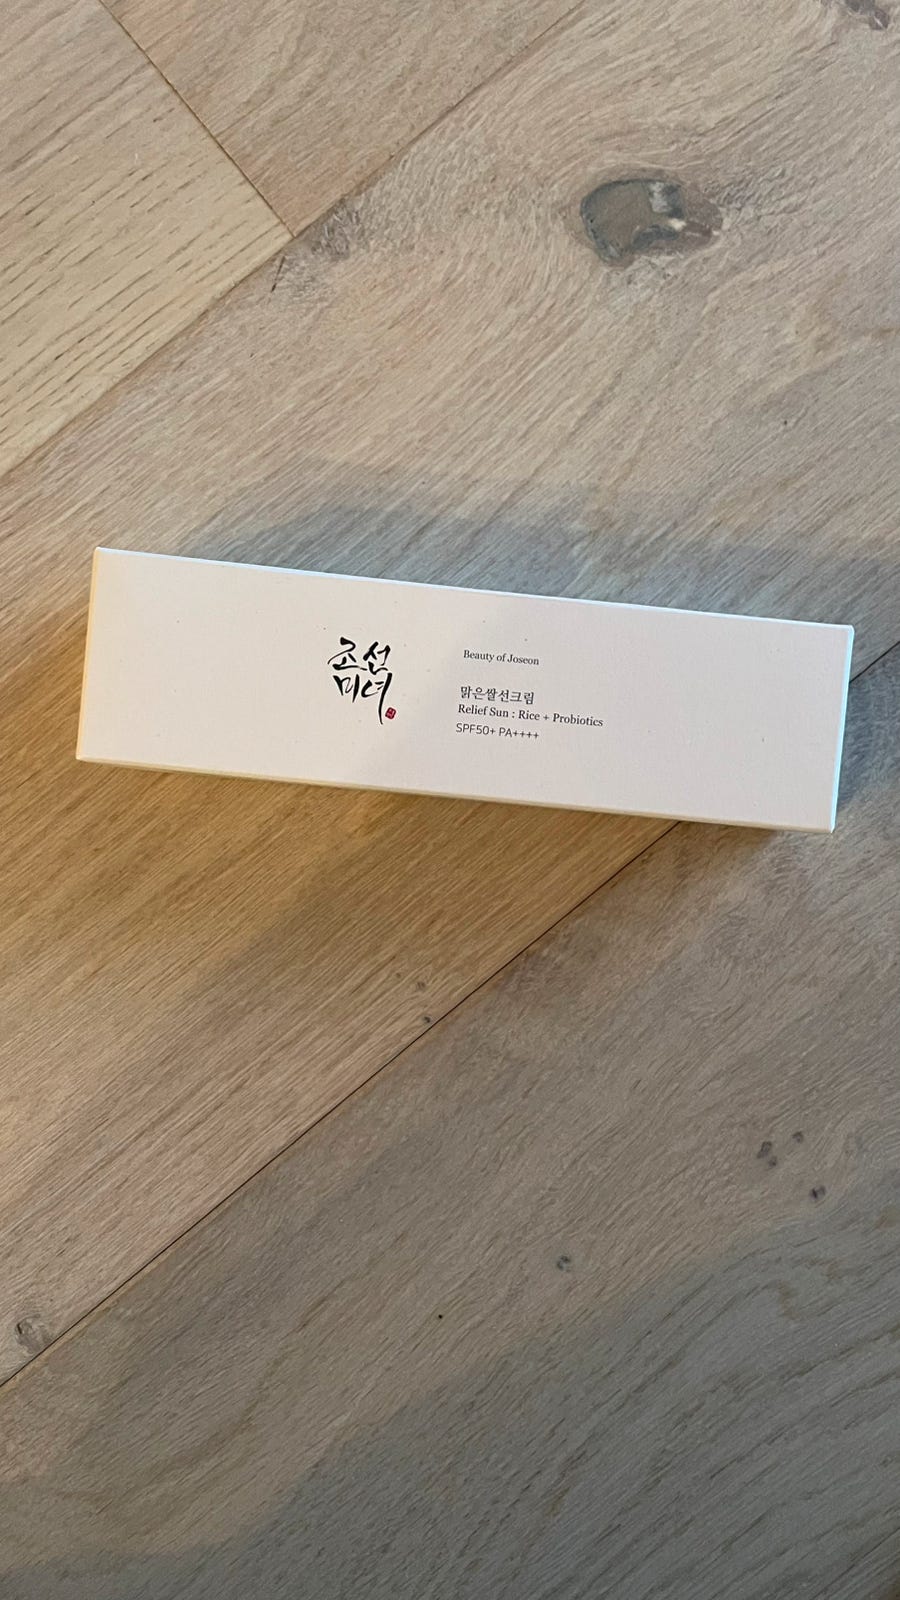 조선
미녀
Beauty of Joseon
맑은쌀선크림
Relief Sun : Rice + Probiotics
SPF50+ PA++++